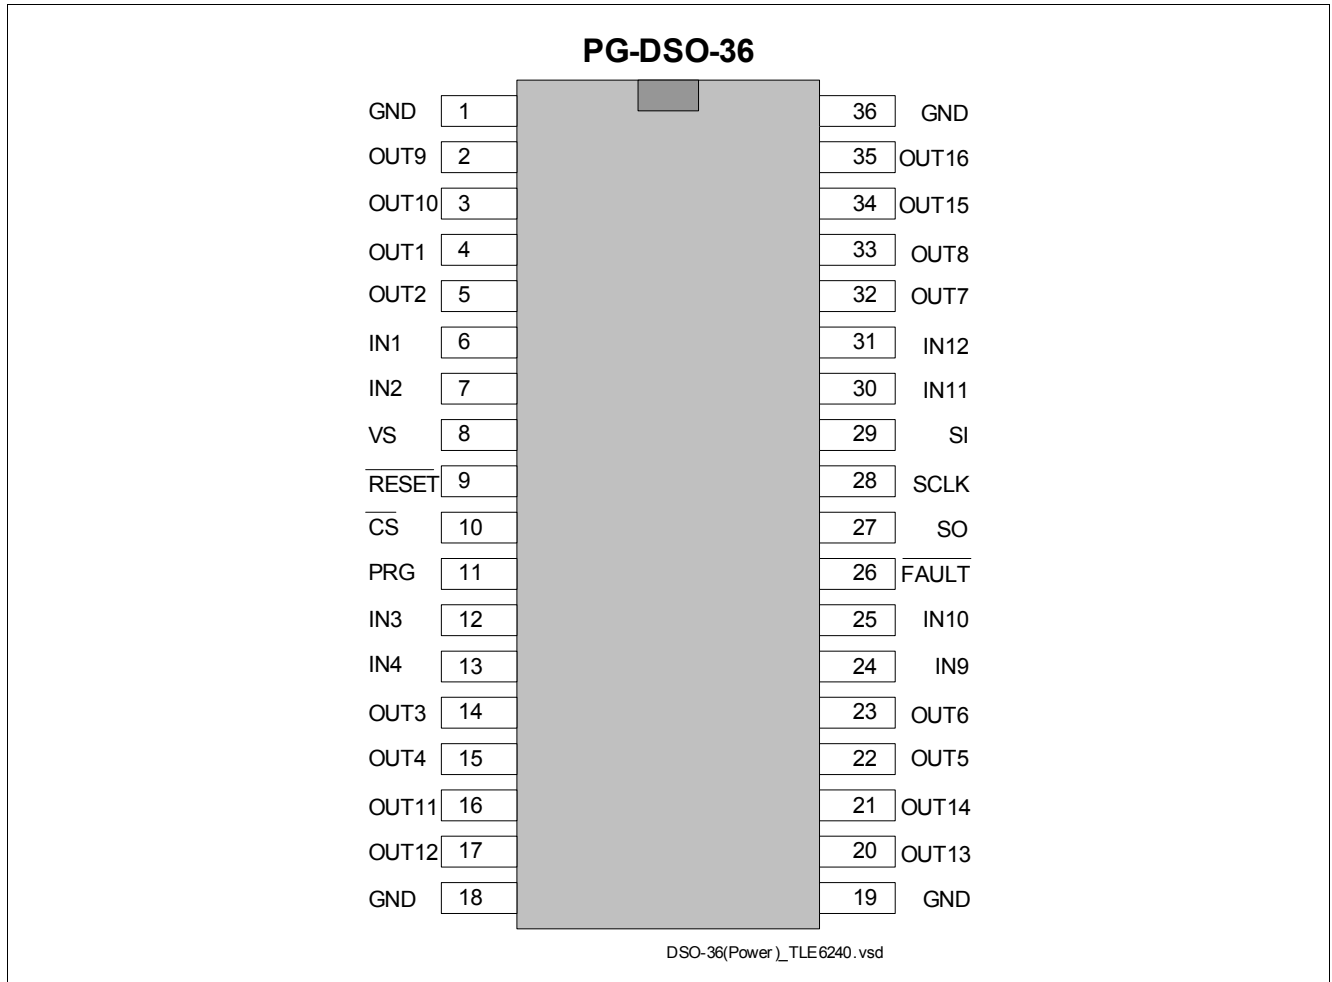 PG-DSO-36
GND 1 36 GND
OUT9 2 35 OUT16
OUT10 3 34 OUT15
OUT1 4 33 OUT8
OUT2 5 32 OUT7
IN1 6 31 IN12
IN2 7 30 IN11
VS 8 29 SI
RESET 9 28 SCLK
CS 10 27 SO
PRG 11 26 FAULT
IN3 12 25 IN10
IN4 13 24 IN9
OUT3 14 23 OUT6
OUT4 15 22 OUT5
OUT11 16 21 OUT14
OUT12 17 20 OUT13
GND 18 19 GND
DSO-36(Power)_TLE6240.vsd